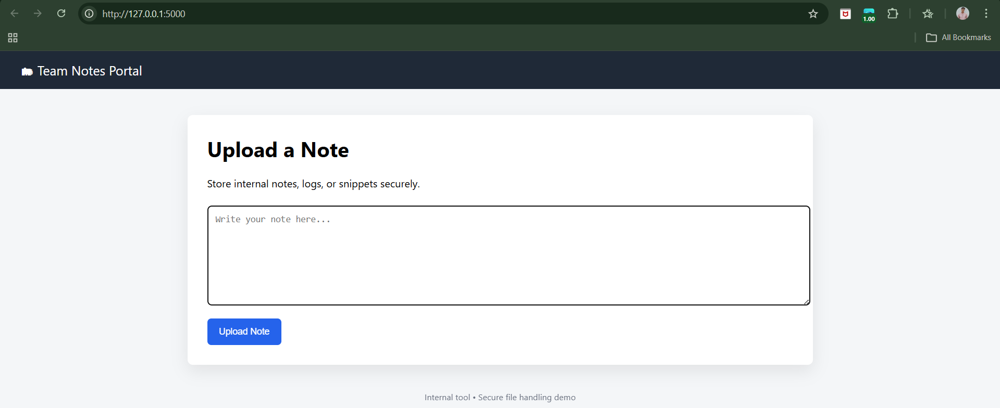 http://127.0.0.1:5000
1.00
All Bookmarks
Team Notes Portal
Upload a Note
Store internal notes, logs, or snippets securely.
Write your note here...
Upload Note
Internal tool • Secure file handling demo